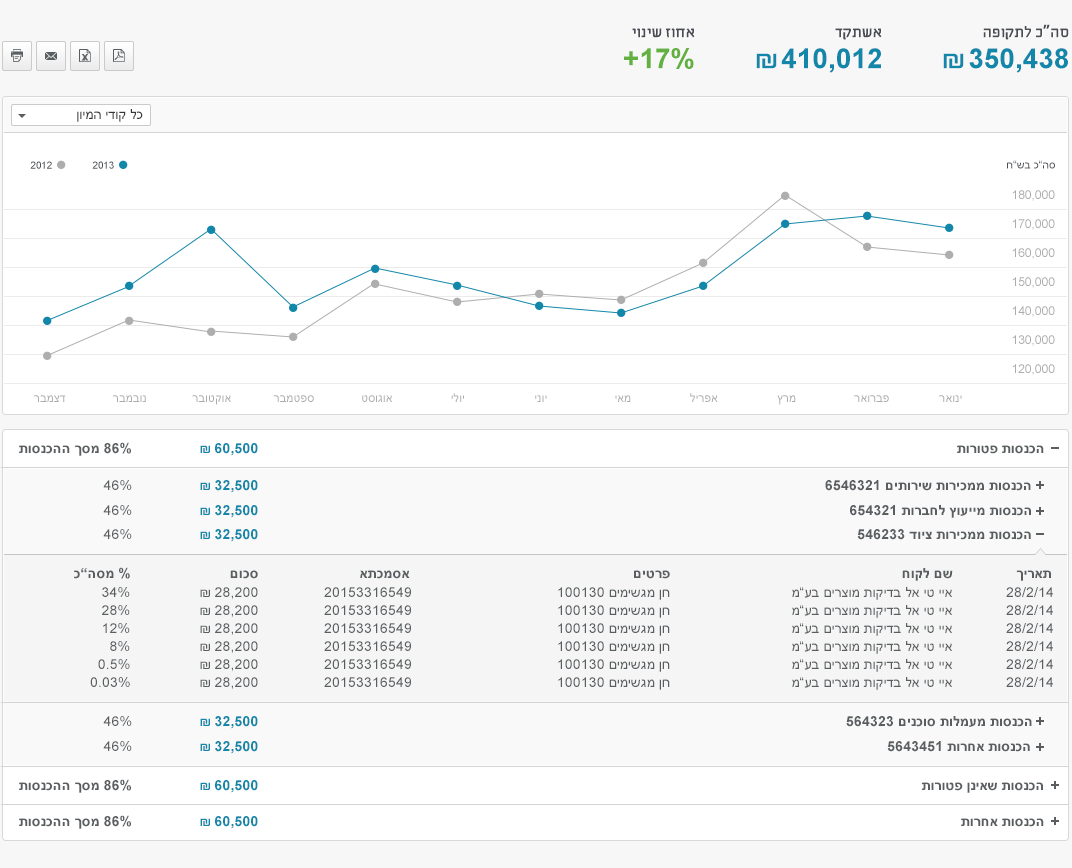 סה״כ לתקופה אשתקד אחוז שינוי
350,438 ₪ 410,012 ₪ +17%
כל קודי המיון
סה"כ בש"ח 2013 2012
180,000
170,000
160,000
150,000
140,000
130,000
120,000
ינואר פברואר מרץ אפריל מאי יוני יולי אוגוסט ספטמבר אוקטובר נובמבר דצמבר
− הכנסות פטורות 60,500 ₪ 86% מסך ההכנסות
+ הכנסות ממכירות שירותים 6546321 32,500 ₪ 46%
+ הכנסות מייעוץ לחברות 654321 32,500 ₪ 46%
− הכנסות ממכירות ציוד 546233 32,500 ₪ 46%
תאריך שם לקוח פרטים אסמכתא סכום % מסה“כ
28/2/14 איי טי אל בדיקות מוצרים בע“מ חן מגשימים 100130 20153316549 28,200 ₪ 34%
28/2/14 איי טי אל בדיקות מוצרים בע“מ חן מגשימים 100130 20153316549 28,200 ₪ 28%
28/2/14 איי טי אל בדיקות מוצרים בע“מ חן מגשימים 100130 20153316549 28,200 ₪ 12%
28/2/14 איי טי אל בדיקות מוצרים בע“מ חן מגשימים 100130 20153316549 28,200 ₪ 8%
28/2/14 איי טי אל בדיקות מוצרים בע“מ חן מגשימים 100130 20153316549 28,200 ₪ 0.5%
28/2/14 איי טי אל בדיקות מוצרים בע“מ חן מגשימים 100130 20153316549 28,200 ₪ 0.03%
+ הכנסות מעמלות סוכנים 564323 32,500 ₪ 46%
+ הכנסות אחרות 5643451 32,500 ₪ 46%
+ הכנסות שאינן פטורות 60,500 ₪ 86% מסך ההכנסות
+ הכנסות אחרות 60,500 ₪ 86% מסך ההכנסות